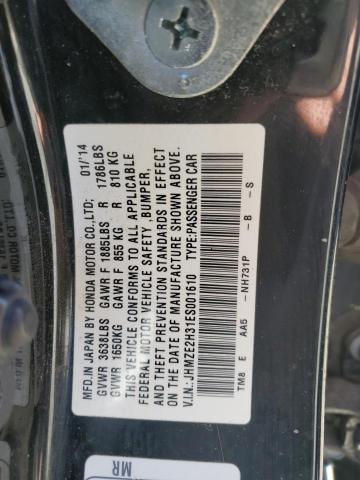 MFD.IN JAPAN BY HONDA MOTOR CO.,LTD; 01/'14
GVWR 3638LBS GAWR F 1885LBS R 1786LBS
GVWR 1650KG GAWR F 855 KG R 810 KG
THIS VEHICLE CONFORMS TO ALL APPLICABLE
FEDERAL MOTOR VEHICLE SAFETY ,BUMPER,
AND THEFT PREVENTION STANDARDS IN EFFECT
ON THE DATE OF MANUFACTURE SHOWN ABOVE.
V.I.N.: JHMZE2H31ES001610 TYPE:PASSENGER CAR
TM8 E AA5 -NH731P -B -S
MR